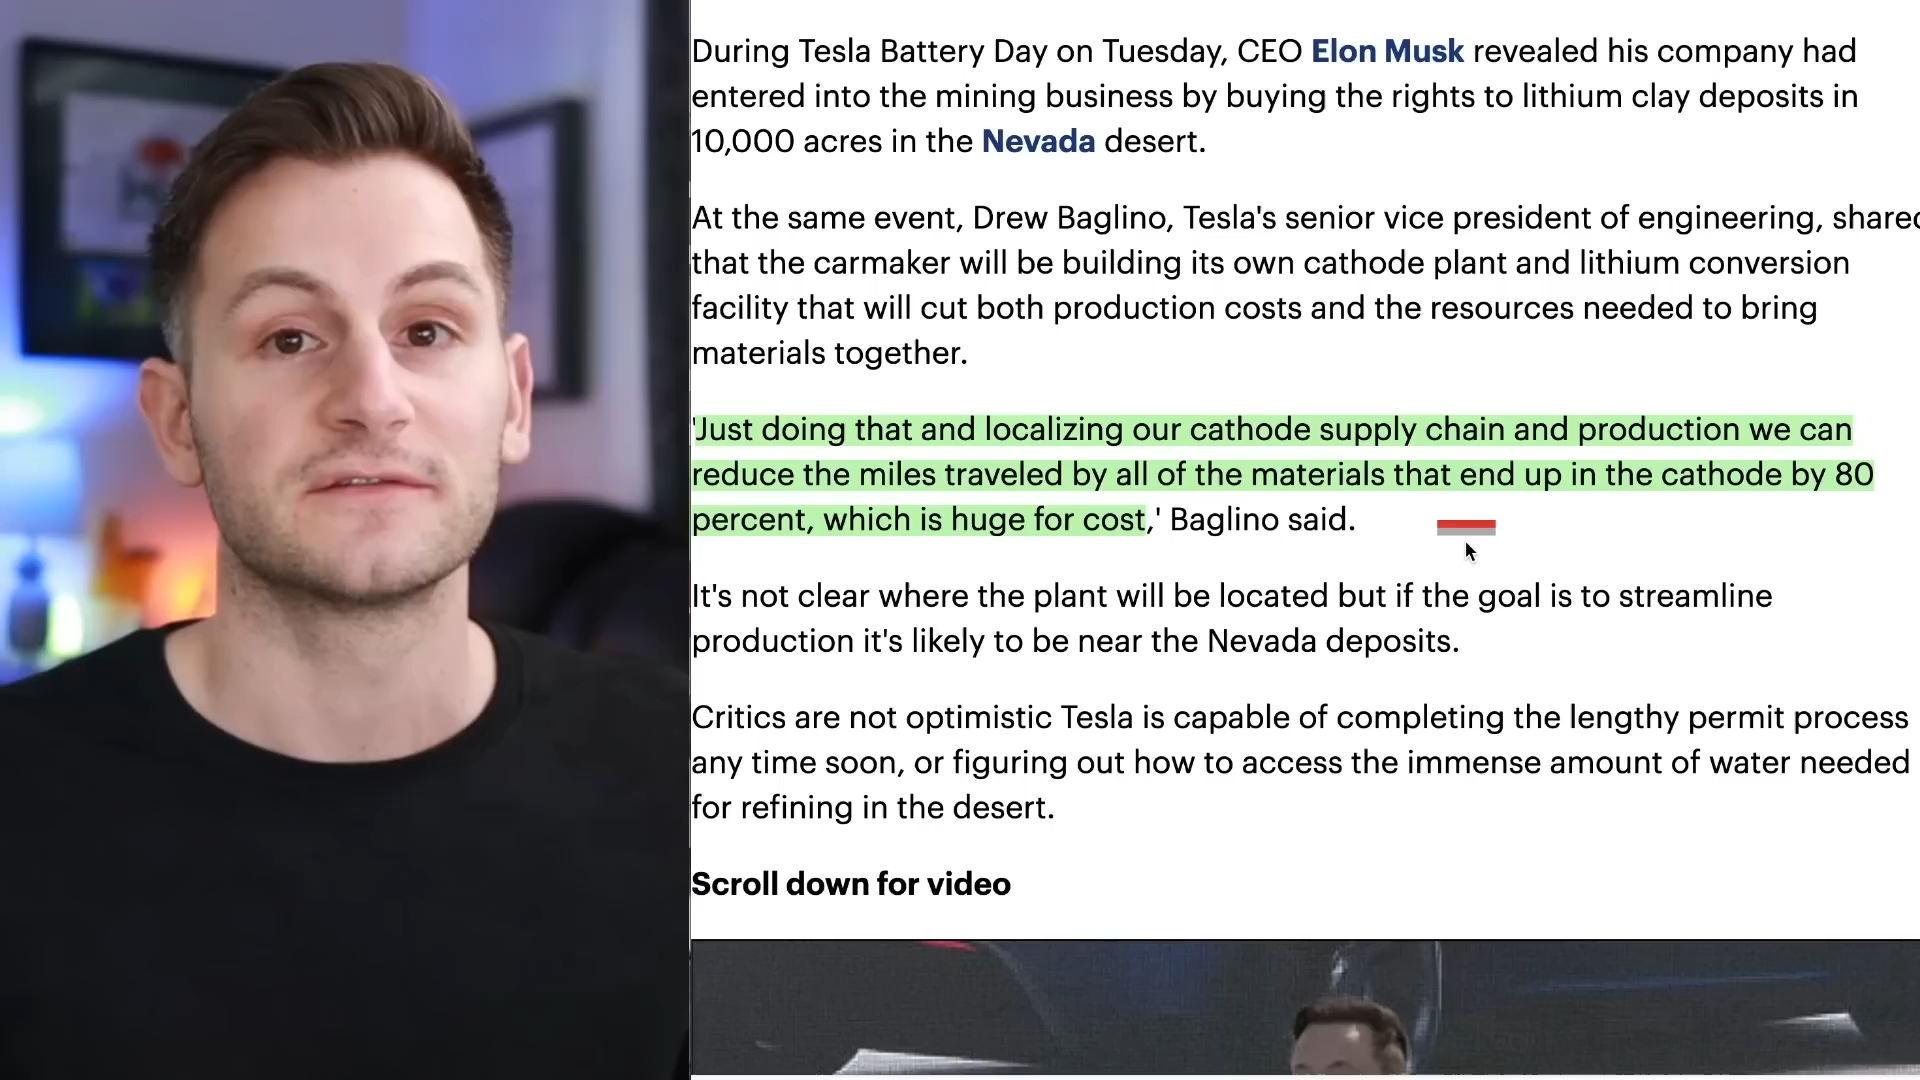 During Tesla Battery Day on Tuesday, CEO Elon Musk revealed his company had
entered into the mining business by buying the rights to lithium clay deposits in
10,000 acres in the Nevada desert.
At the same event, Drew Baglino, Tesla's senior vice president of engineering, shared
that the carmaker will be building its own cathode plant and lithium conversion
facility that will cut both production costs and the resources needed to bring
materials together.
'Just doing that and localizing our cathode supply chain and production we can
reduce the miles traveled by all of the materials that end up in the cathode by 80
percent, which is huge for cost,' Baglino said.
It's not clear where the plant will be located but if the goal is to streamline
production it's likely to be near the Nevada deposits.
Critics are not optimistic Tesla is capable of completing the lengthy permit process
any time soon, or figuring out how to access the immense amount of water needed
for refining in the desert.
Scroll down for video